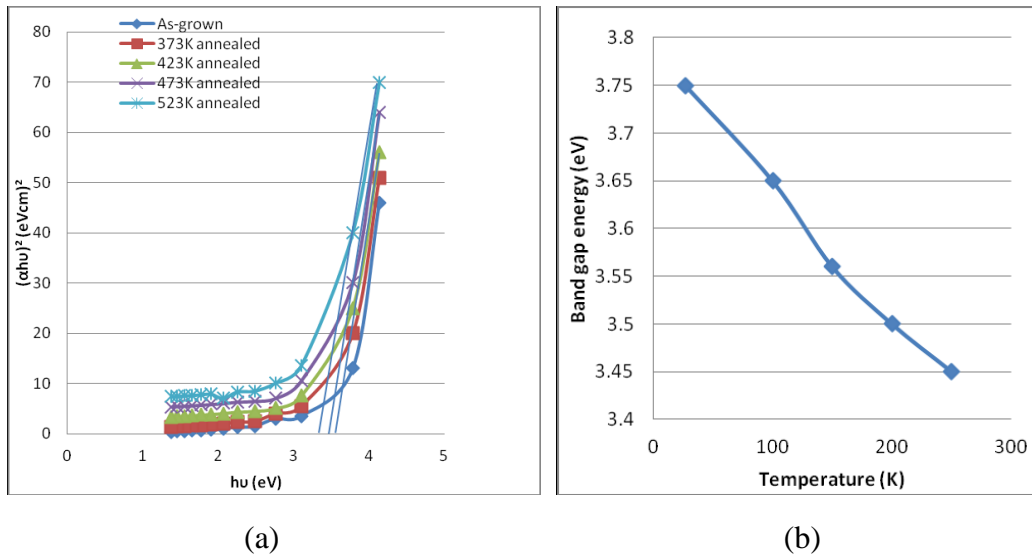 As-grown
373K annealed
423K annealed
473K annealed
523K annealed
80
70
60
50
40
30
20
10
0
(αhυ)² (eVcm)²
0 1 2 3 4 5
hυ (eV)
(a)
3.8
3.75
3.7
3.65
3.6
3.55
3.5
3.45
3.4
Band gap energy (eV)
0 100 200 300
Temperature (K)
(b)